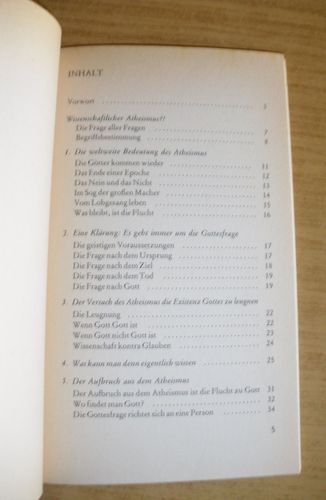 INHALT
Vorwort 5
Wissenschaftlicher Atheismus!?
Die Frage aller Fragen 7
Begriffsbestimmung 8
1. Die weltweite Bedeutung des Atheismus
Die Götter kommen wieder 11
Das Ende einer Epoche 12
Das Nein und das Nicht 13
Im Sog der großen Macher 14
Vom Lobgesang leben 15
Was bleibt, ist die Flucht 16
2. Eine Klärung: Es geht immer um die Gottesfrage
Die geistigen Voraussetzungen 17
Die Frage nach dem Ursprung 17
Die Frage nach dem Ziel 18
Die Frage nach dem Tod 19
Die Frage nach Gott 19
3. Der Versuch des Atheismus die Existenz Gottes zu leugnen
Die Leugnung 22
Wenn Gott Gott ist 22
Wenn Gott nicht Gott ist 23
Wissenschaft kontra Glauben 24
4. Was kann man denn eigentlich wissen 25
5. Der Aufbruch aus dem Atheismus
Der Aufbruch aus dem Atheismus ist die Flucht zu Gott 31
Wo findet man Gott? 32
Die Gottesfrage richtet sich an eine Person 34
5